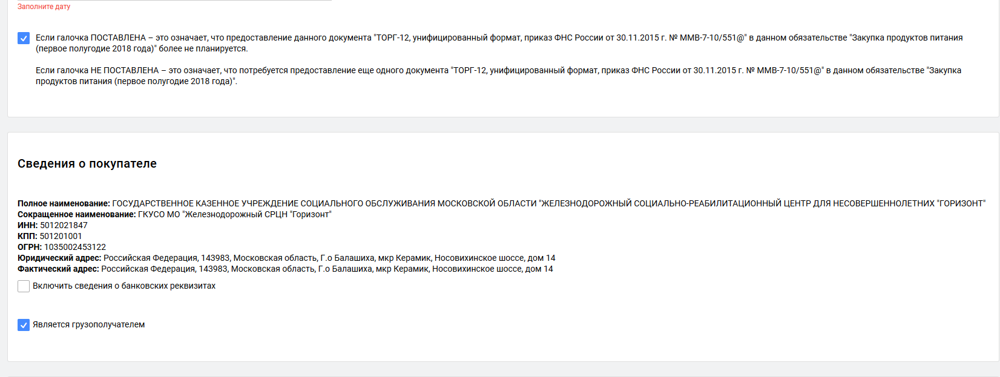 Заполните дату
Если галочка ПОСТАВЛЕНА – это означает, что предоставление данного документа "ТОРГ-12, унифицированный формат, приказ ФНС России от 30.11.2015 г. № ММВ-7-10/551@" в данном обязательстве "Закупка продуктов питания
(первое полугодие 2018 года)" более не планируется.
Если галочка НЕ ПОСТАВЛЕНА – это означает, что потребуется предоставление еще одного документа "ТОРГ-12, унифицированный формат, приказ ФНС России от 30.11.2015 г. № ММВ-7-10/551@" в данном обязательстве "Закупка
продуктов питания (первое полугодие 2018 года)".
Сведения о покупателе
Полное наименование: ГОСУДАРСТВЕННОЕ КАЗЕННОЕ УЧРЕЖДЕНИЕ СОЦИАЛЬНОГО ОБСЛУЖИВАНИЯ МОСКОВСКОЙ ОБЛАСТИ "ЖЕЛЕЗНОДОРОЖНЫЙ СОЦИАЛЬНО-РЕАБИЛИТАЦИОННЫЙ ЦЕНТР ДЛЯ НЕСОВЕРШЕННОЛЕТНИХ "ГОРИЗОНТ"
Сокращенное наименование: ГКУСО МО "Железнодорожный СРЦН "Горизонт"
ИНН: 5012021847
КПП: 501201001
ОГРН: 1035002453122
Юридический адрес: Российская Федерация, 143983, Московская область, Г.о Балашиха, мкр Керамик, Носовихинское шоссе, дом 14
Фактический адрес: Российская Федерация, 143983, Московская область, Г.о Балашиха, мкр Керамик, Носовихинское шоссе, дом 14
Включить сведения о банковских реквизитах
Является грузополучателем